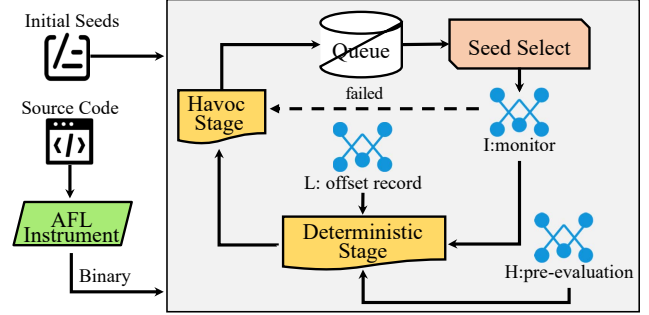 Initial Seeds
Source Code
</>
AFL
Instrument
Binary
Queue
Seed Select
failed
Havoc
Stage
I:monitor
L: offset record
Deterministic
Stage
H:pre-evaluation